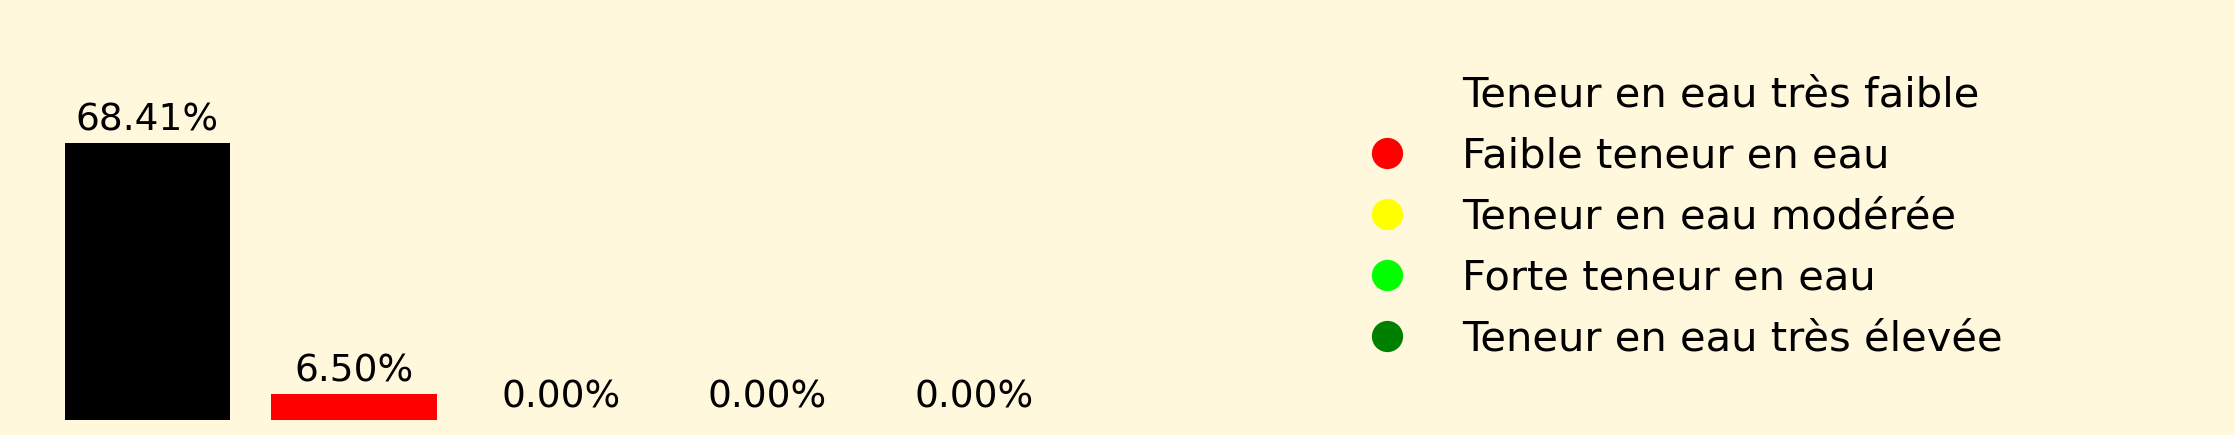 68.41%
6.50%
0.00%
0.00%
0.00%
Teneur en eau très faible
Faible teneur en eau
Teneur en eau modérée
Forte teneur en eau
Teneur en eau très élevée